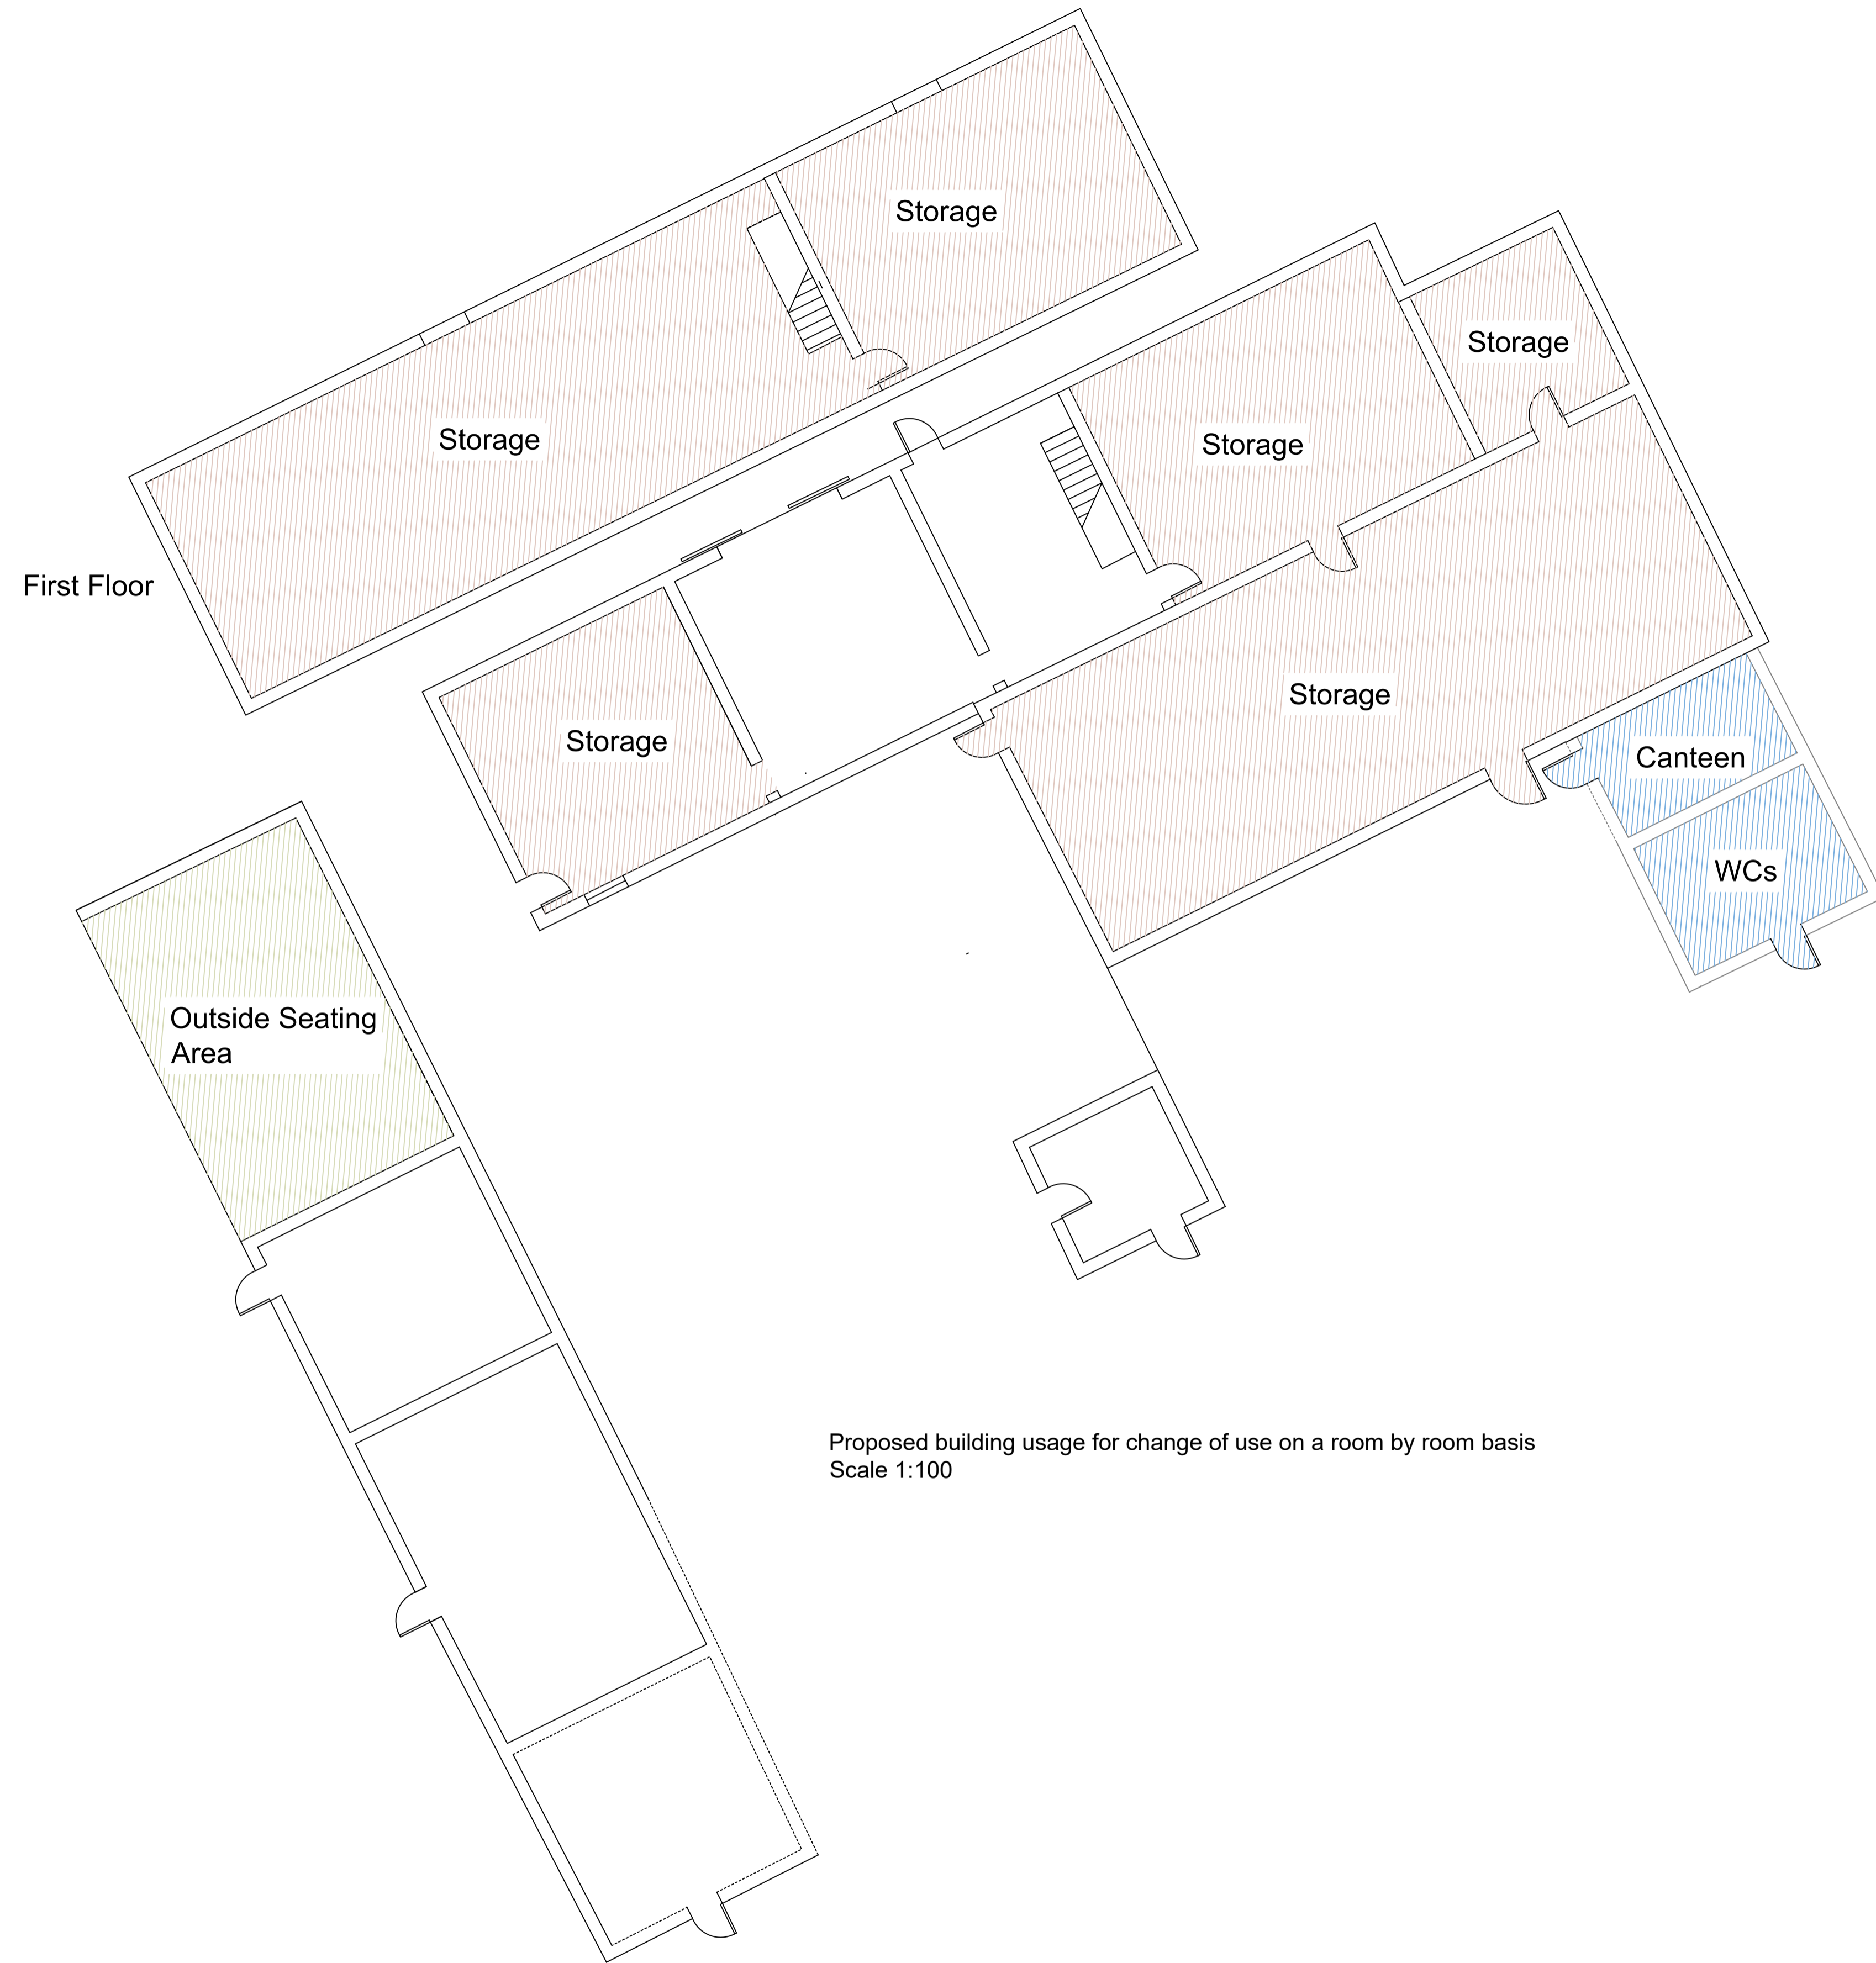 Storage
Storage
Storage
Storage
First Floor
Storage
Storage
Canteen
WCs
Outside Seating
Area
Proposed building usage for change of use on a room by room basis
Scale 1:100